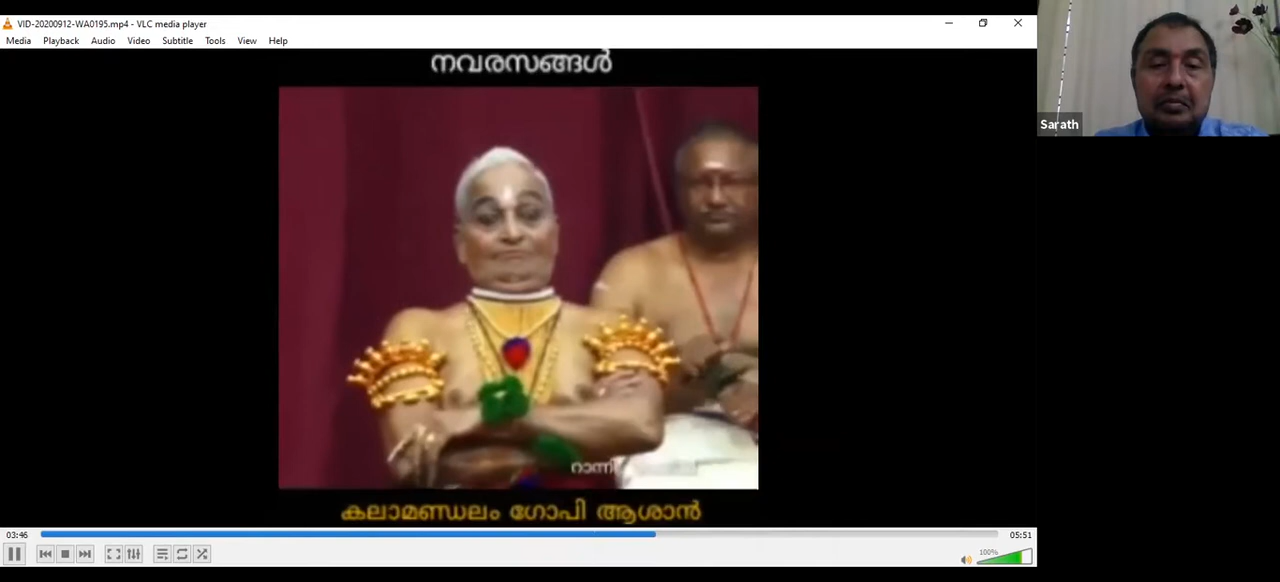 VID-20200912-WA0195.mp4 - VLC media player
Media Playback Audio Video Subtitle Tools View Help
നവരസങ്ങൾ
Sarath
റാന്നി
കലാമണ്ഡലം ഗോപി ആശാൻ
03:46
05:51
100%